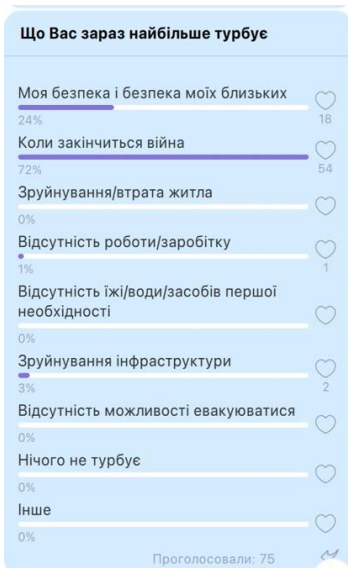 Що Вас зараз найбільше турбує
Моя безпека і безпека моїх близьких
24%
18
Коли закінчиться війна
72%
54
Зруйнування/втрата житла
0%
Відсутність роботи/заробітку
1%
1
Відсутність їжі/води/засобів першої
необхідності
0%
Зруйнування інфраструктури
3%
2
Відсутність можливості евакуюватися
0%
Нічого не турбує
0%
Інше
0%
Проголосовали: 75